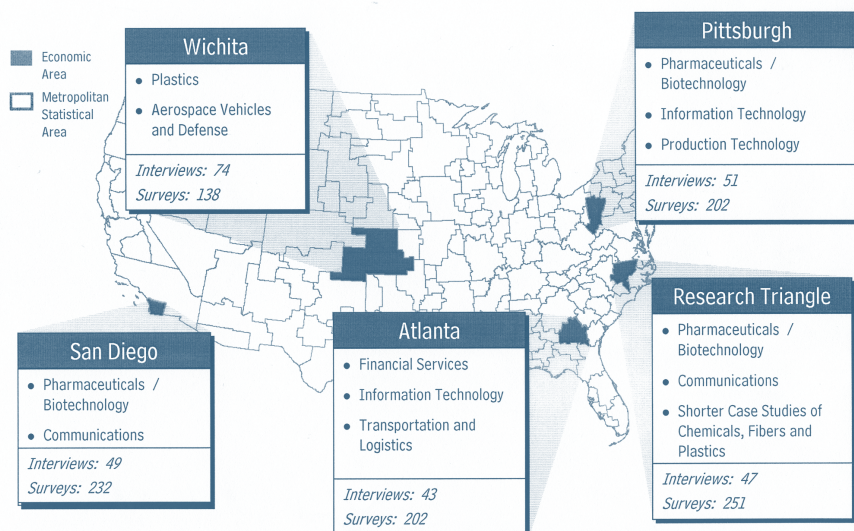 Economic
Area
Metropolitan
Statistical
Area
Wichita
• Plastics
• Aerospace Vehicles
and Defense
Interviews: 74
Surveys: 138
Pittsburgh
• Pharmaceuticals /
Biotechnology
• Information Technology
• Production Technology
Interviews: 51
Surveys: 202
San Diego
• Pharmaceuticals /
Biotechnology
• Communications
Interviews: 49
Surveys: 232
Atlanta
• Financial Services
• Information Technology
• Transportation and
Logistics
Interviews: 43
Surveys: 202
Research Triangle
• Pharmaceuticals /
Biotechnology
• Communications
• Shorter Case Studies of
Chemicals, Fibers and
Plastics
Interviews: 47
Surveys: 251